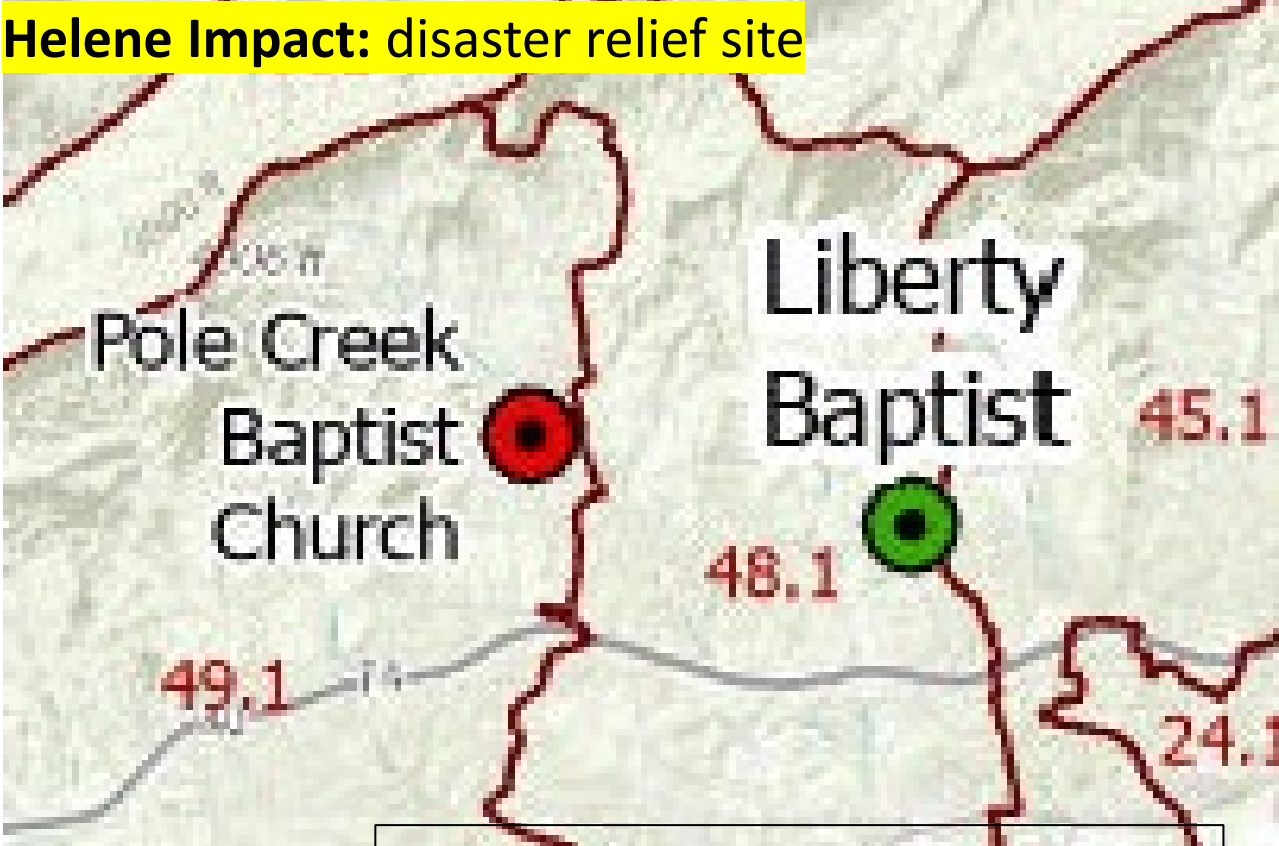 Helene Impact: disaster relief site
Liberty
Baptist
Pole Creek
Baptist
Church
45.1
48.1
49.1
24.1